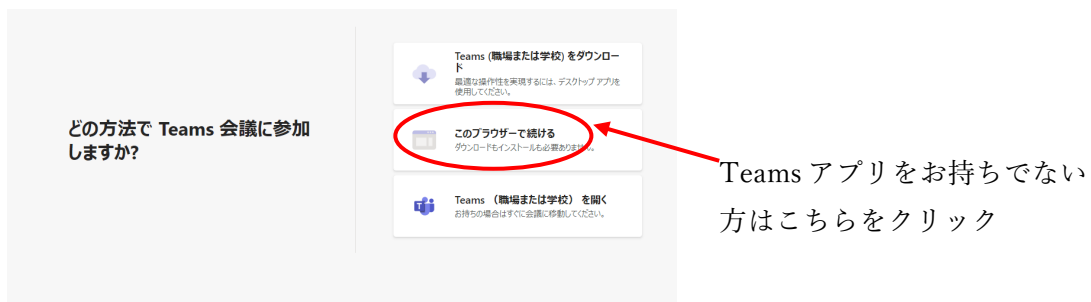 どの方法で Teams 会議に参加
しますか?
Teams (職場または学校) をダウンロー
ド
最適な操作性を実現するには、デスクトップ アプリを
使用してください。
このブラウザーで続ける
ダウンロードもインストールも必要ありません。
Teams （職場または学校） を開く
お持ちの場合はすぐに会議に移動してください。
Teams アプリをお持ちでない
方はこちらをクリック